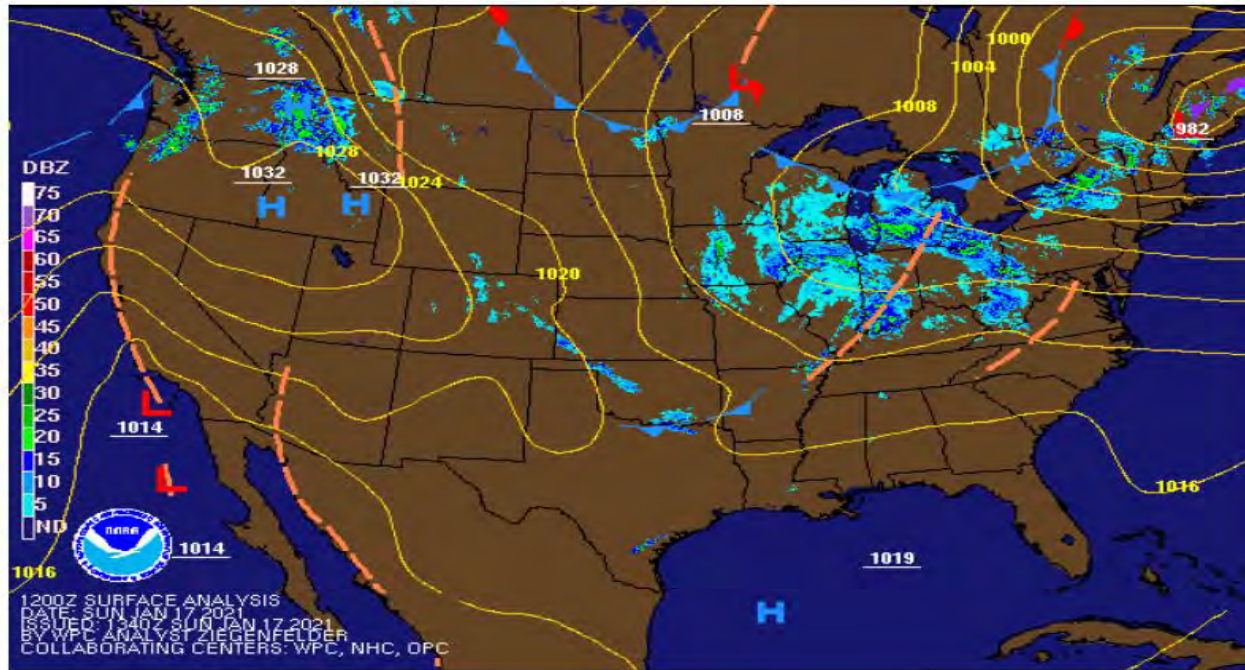 1000
1004
1028
1008
1008
982
1028
1032
1032
1024
H
H
H
L
DBZ
75
70
65
60
55
50
45
40
35
30
25
20
15
10
5
ND
1020
L
1014
L
1016
NOAA
1014
1019
1016
H
1200Z SURFACE ANALYSIS
DATE: SUN JAN 17 2021
ISSUED: 1340Z SUN JAN 17 2021
BY WPC ANALYST ZIEGENFELDER
COLLABORATING CENTERS: WPC, NHC, OPC